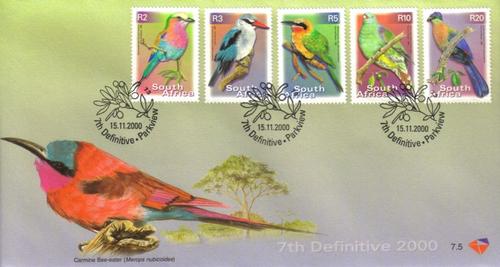 R2
R3
R5
R10
R20
South
Africa
South
Africa
South
Africa
South
Africa
South
Africa
15.11.2000
7th Definitive • Parkview
15.11.2000
7th Definitive • Parkview
15.11.2000
7th Definitive • Parkview
Carmine Bee-eater (Merops nubicoides)
7th Definitive 2000
7.5